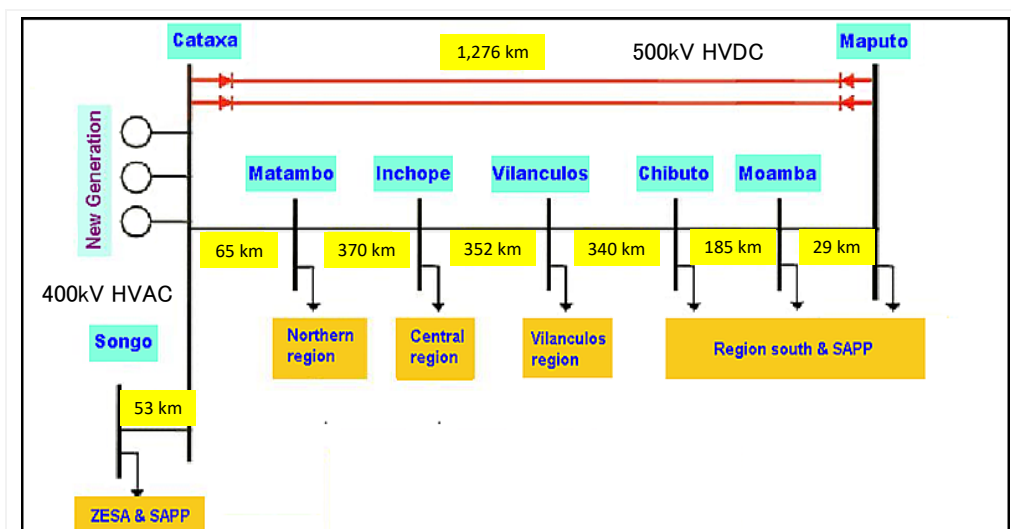 Cataxa
1,276 km
500kV HVDC
Maputo
New Generation
Matambo
Inchope
Vilanculos
Chibuto
Moamba
65 km
370 km
352 km
340 km
185 km
29 km
400kV HVAC
Songo
Northern
region
Central
region
Vilanculos
region
Region south & SAPP
53 km
ZESA & SAPP